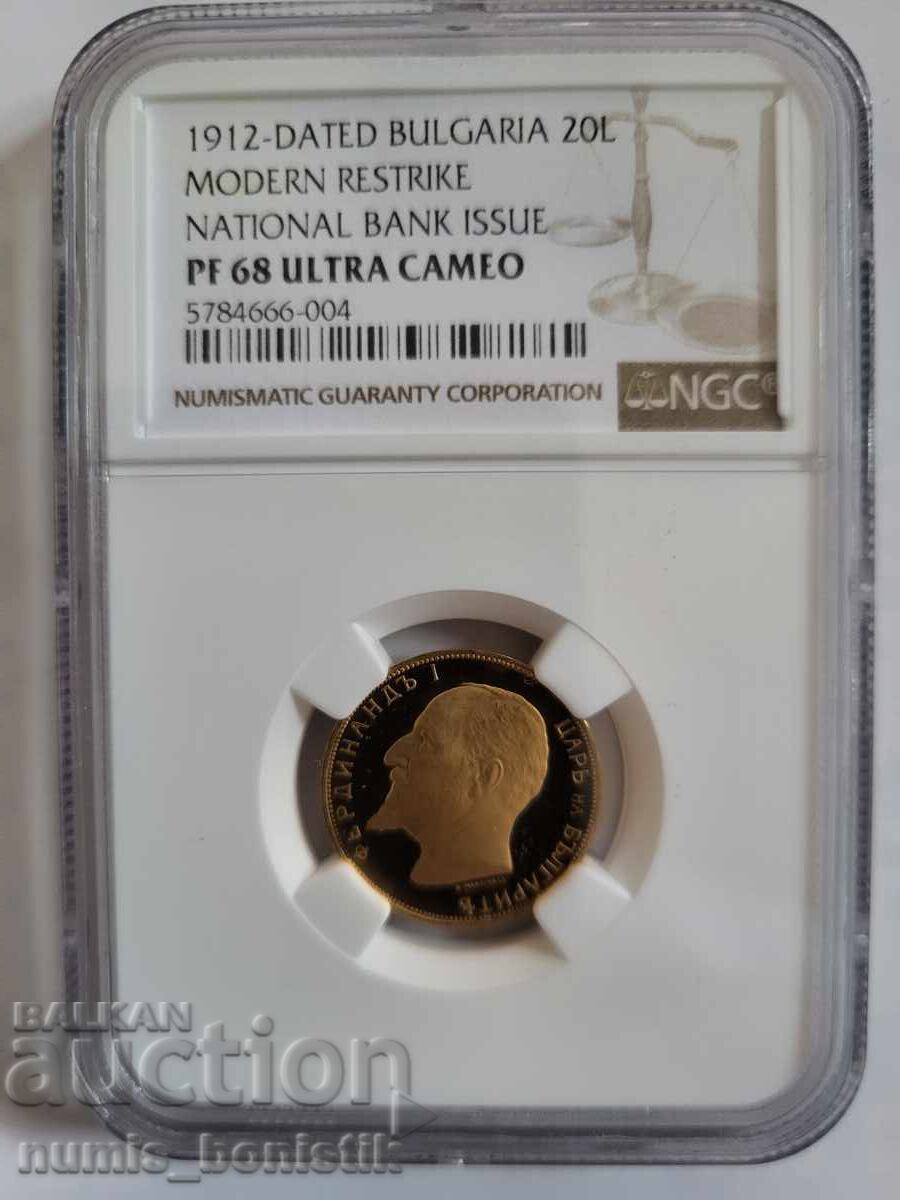 1912-DATED BULGARIA 20L
MODERN RESTRIKE
NATIONAL BANK ISSUE
PF 68 ULTRA CAMEO
5784666-004
NUMISMATIC GUARANTY CORPORATION
NGC®
ФЕРДИНАНДЪ I ЦАРЬ НА БЪЛГАРИТѢ
BALKAN
auction
numis_bonistik